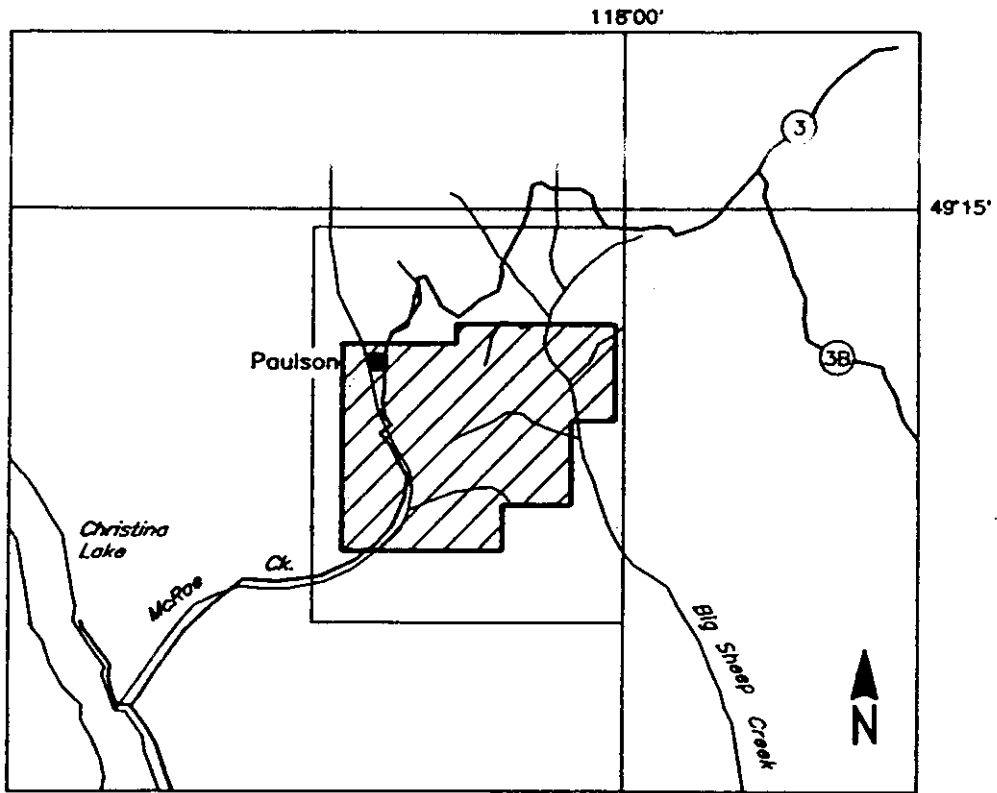 118°00'
3
49°15'
3B
Paulson
Christina
Lake
McRae
Ck.
Big Sheep Creek
N